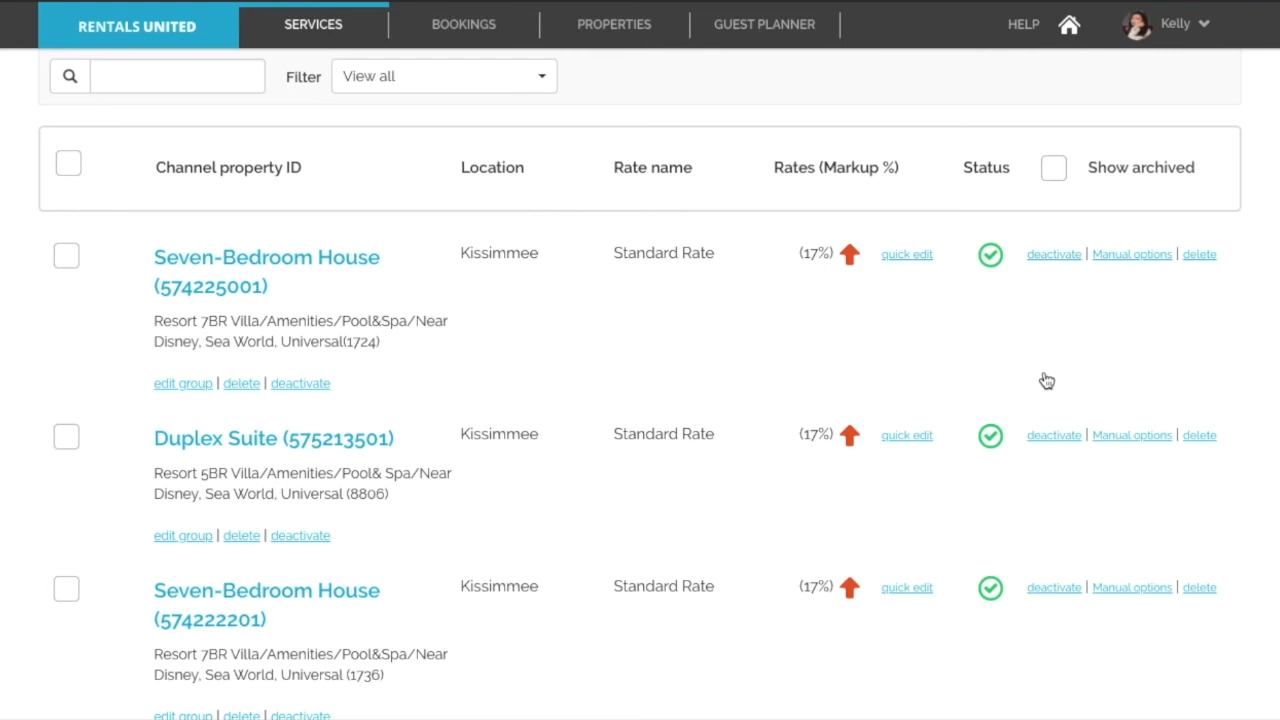 RENTALS UNITED SERVICES BOOKINGS PROPERTIES GUEST PLANNER HELP Kelly
Filter View all
Channel property ID Location Rate name Rates (Markup %) Status Show archived
Seven-Bedroom House Kissimmee Standard Rate (17%) quick edit deactivate | Manual options | delete
(574225001)
Resort 7BR Villa/Amenities/Pool&Spa/Near
Disney, Sea World, Universal(1724)
edit group | delete | deactivate
Duplex Suite (575213501) Kissimmee Standard Rate (17%) quick edit deactivate | Manual options | delete
Resort 5BR Villa/Amenities/Pool& Spa/Near
Disney, Sea World, Universal (8806)
edit group | delete | deactivate
Seven-Bedroom House Kissimmee Standard Rate (17%) quick edit deactivate | Manual options | delete
(574222201)
Resort 7BR Villa/Amenities/Pool&Spa/Near
Disney, Sea World, Universal (1736)
edit group | delete | deactivate